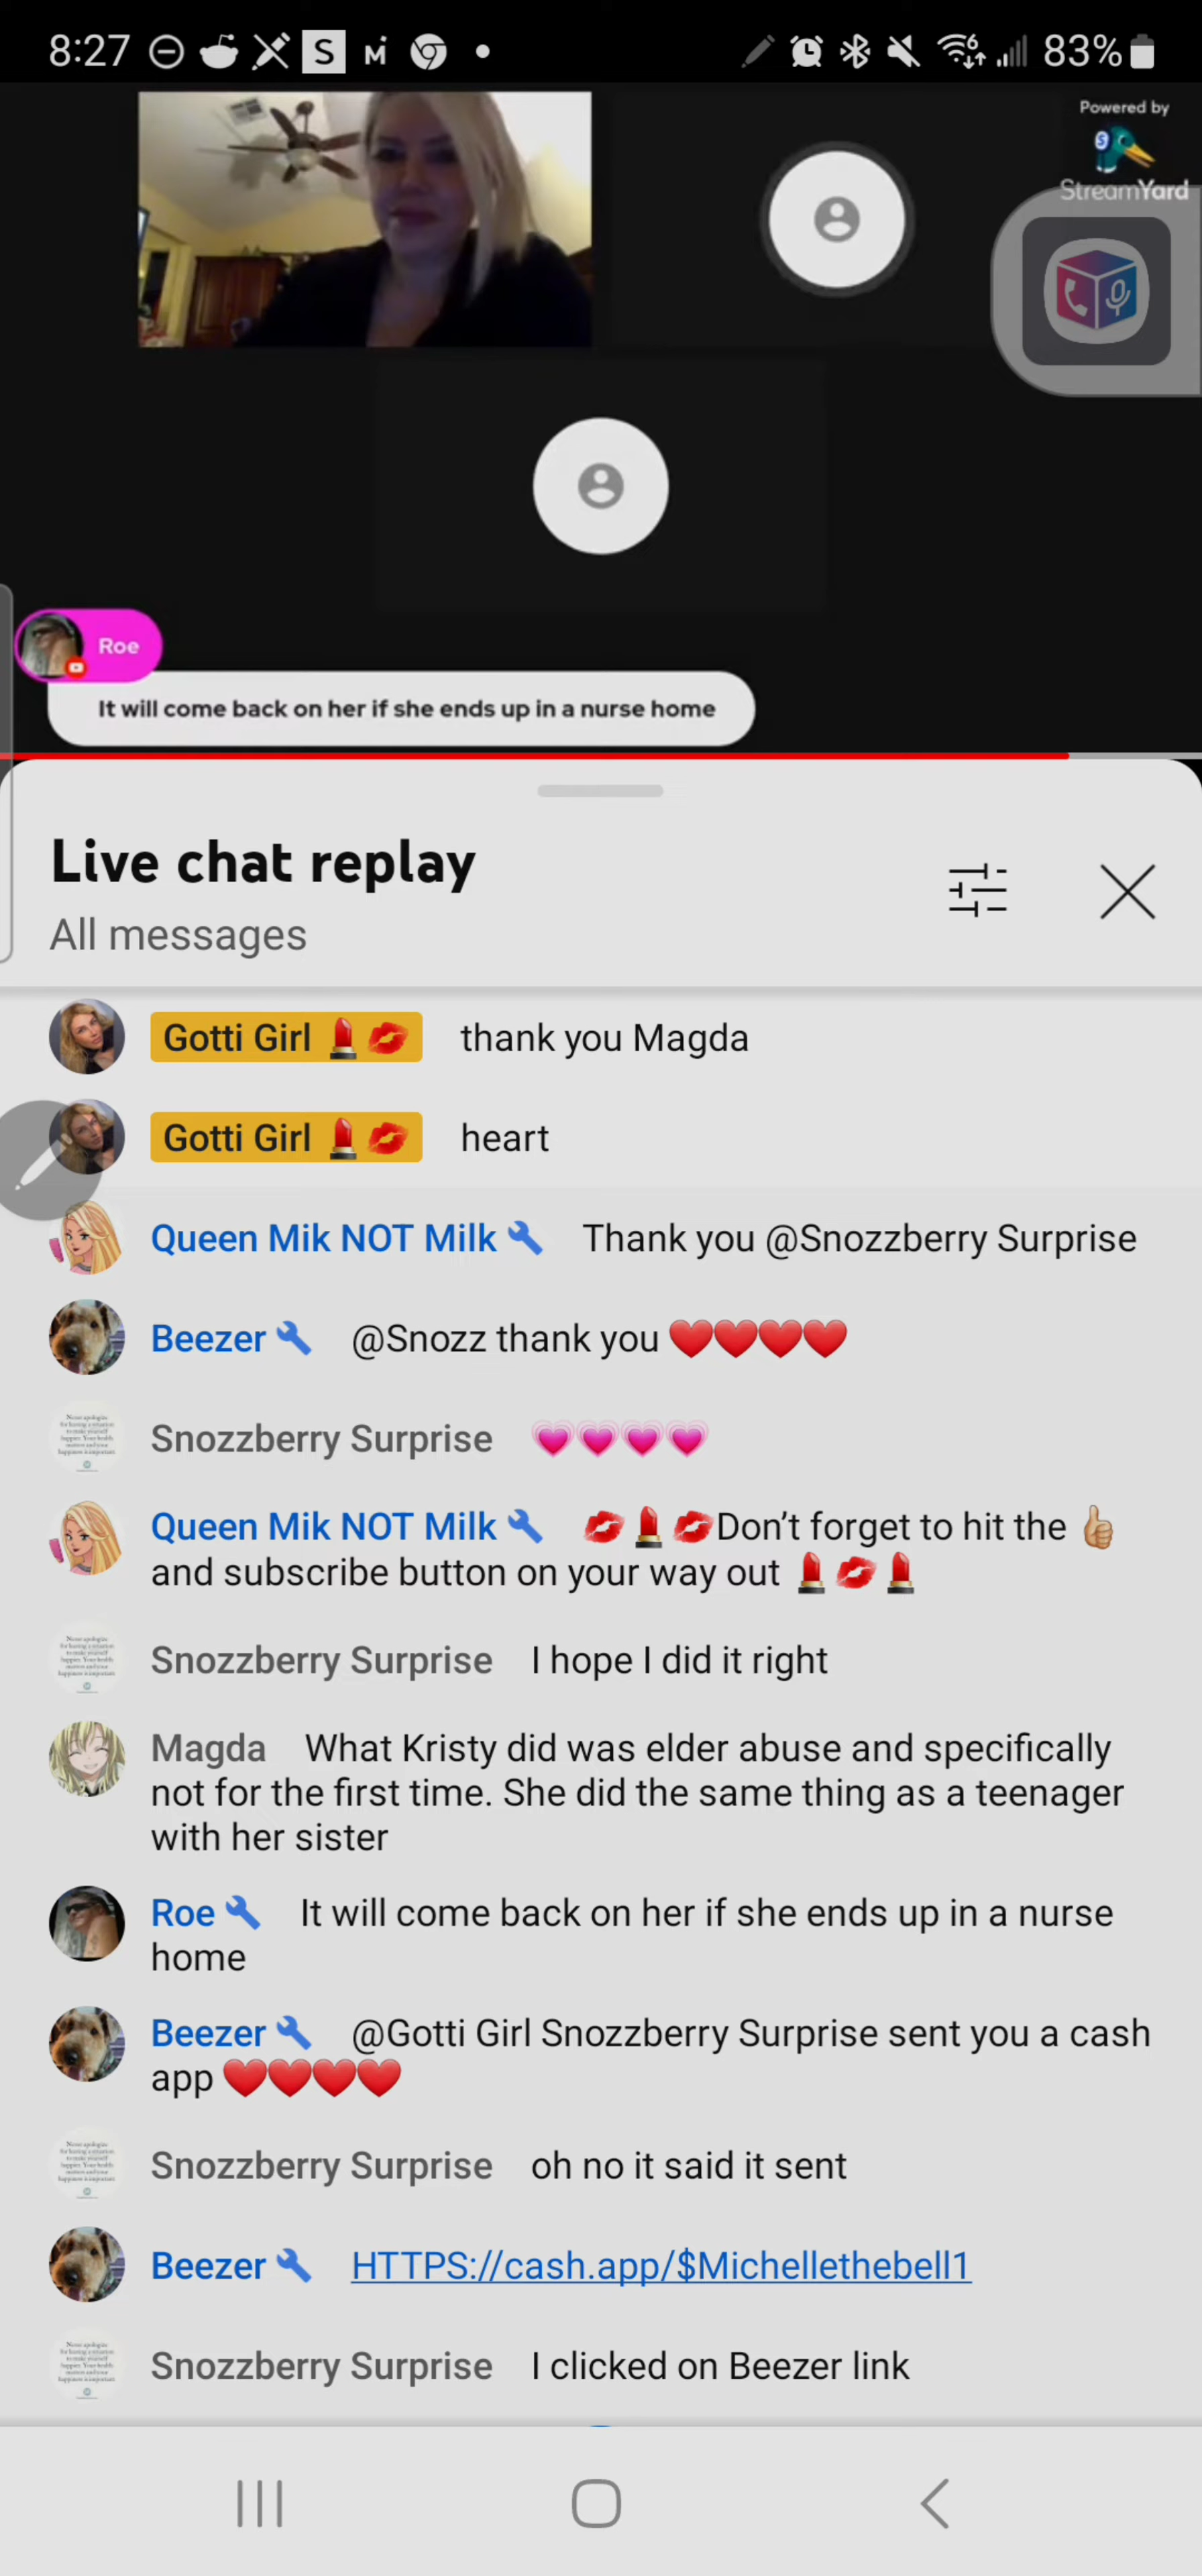 8:27
83%
Powered by
StreamYard
Roe
It will come back on her if she ends up in a nurse home
Live chat replay
All messages
Gotti Girl 💄💋 thank you Magda
Gotti Girl 💄💋 heart
Queen Mik NOT Milk🔧 Thank you @Snozzberry Surprise
Beezer🔧 @Snozz thank you ❤️❤️❤️❤️
Snozzberry Surprise 💗💗💗💗
Queen Mik NOT Milk🔧 💋💄💋Don't forget to hit the 👍🏼
and subscribe button on your way out 💄💋💄
Snozzberry Surprise I hope I did it right
Magda What Kristy did was elder abuse and specifically
not for the first time. She did the same thing as a teenager
with her sister
Roe🔧 It will come back on her if she ends up in a nurse
home
Beezer🔧 @Gotti Girl Snozzberry Surprise sent you a cash
app ❤️❤️❤️❤️
Snozzberry Surprise oh no it said it sent
Beezer🔧 HTTPS://cash.app/$Michellethebell1
Snozzberry Surprise I clicked on Beezer link